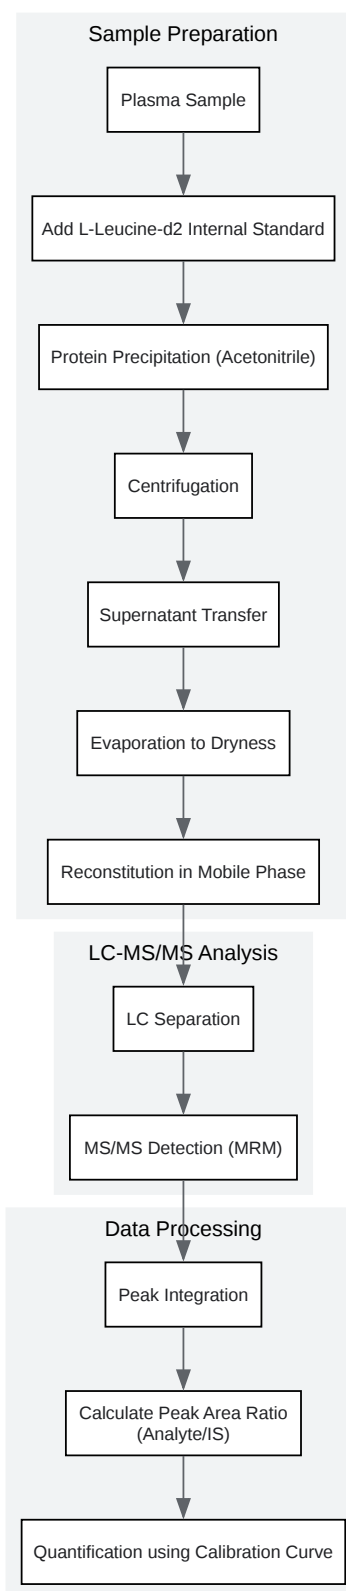 Sample Preparation
Plasma Sample
Add L-Leucine-d2 Internal Standard
Protein Precipitation (Acetonitrile)
Centrifugation
Supernatant Transfer
Evaporation to Dryness
Reconstitution in Mobile Phase
LC-MS/MS Analysis
LC Separation
MS/MS Detection (MRM)
Data Processing
Peak Integration
Calculate Peak Area Ratio
(Analyte/IS)
Quantification using Calibration Curve